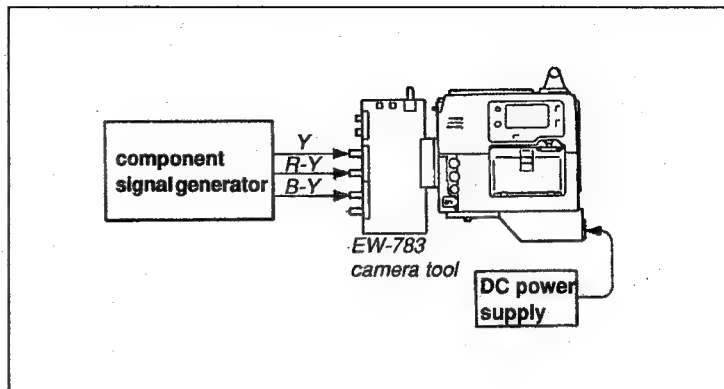 component
signal generator
Y
R-Y
B-Y
EW-783
camera tool
DC power
supply